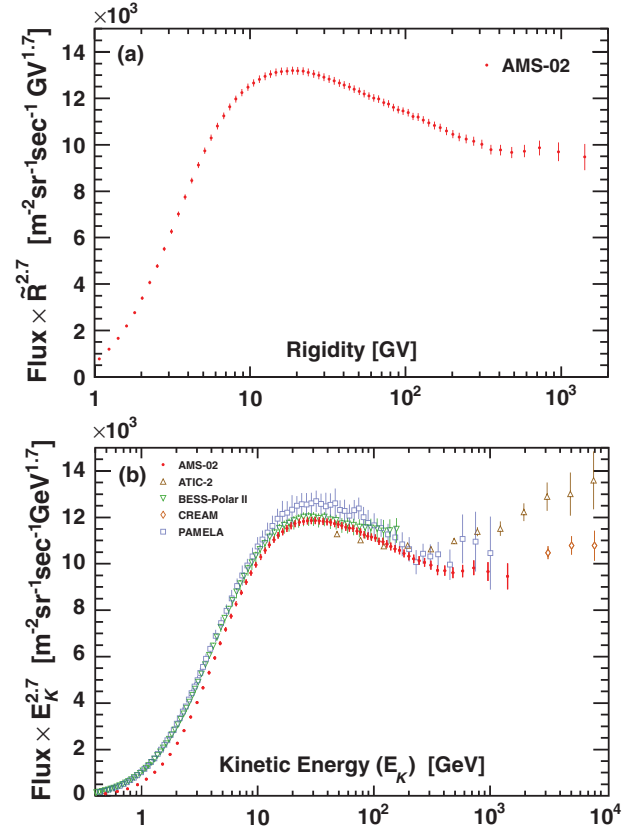 ×10³
(a)
AMS-02
14
12
10
8
6
4
2
0
Flux × R̃^2.7 [m⁻²sr⁻¹sec⁻¹ GV^1.7]
Rigidity [GV]
1 10 10² 10³
×10³
(b)
AMS-02
ATIC-2
BESS-Polar II
CREAM
PAMELA
14
12
10
8
6
4
2
0
Flux × E_K^2.7 [m⁻²sr⁻¹sec⁻¹GeV^1.7]
Kinetic Energy (E_K) [GeV]
1 10 10² 10³ 10⁴